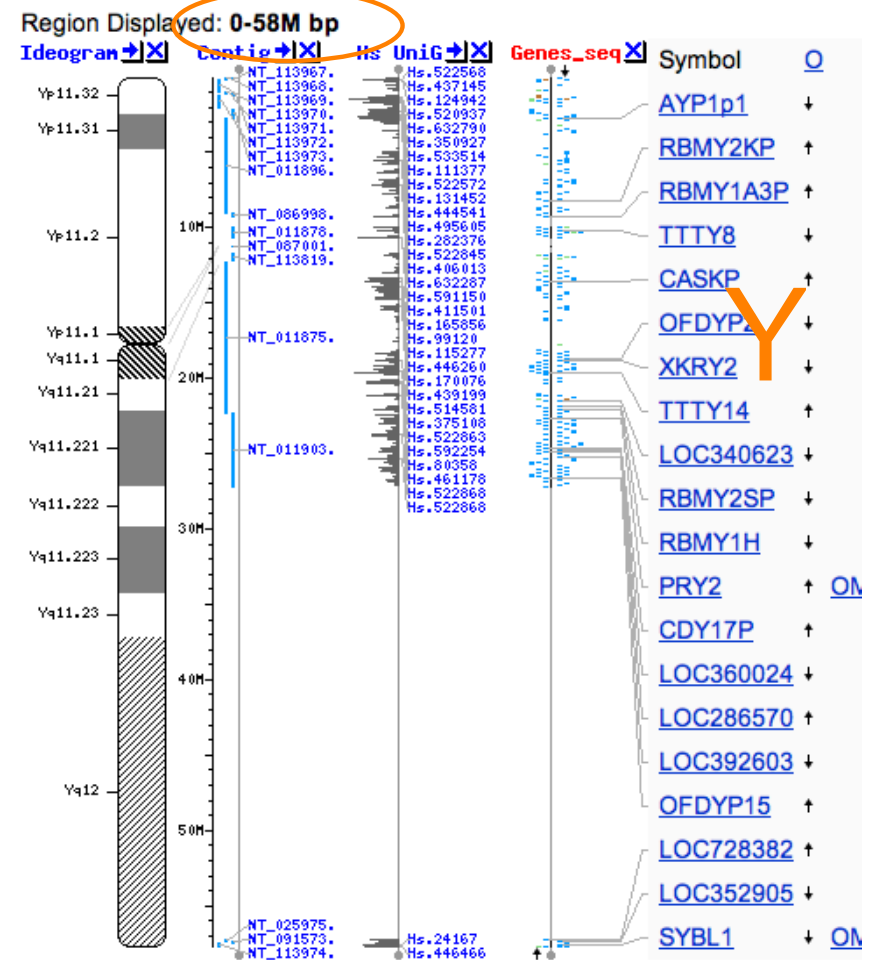 Region Displayed: 0-58M bp
Ideogram Contig Hs UniG Genes_seq Symbol O
Yp11.32
Yp11.31
Yp11.2
Yp11.1
Yq11.1
Yq11.21
Yq11.221
Yq11.222
Yq11.223
Yq11.23
Yq12
10M
20M
30M
40M
50M
NT_113967.
NT_113968.
NT_113969.
NT_113970.
NT_113971.
NT_113972.
NT_113973.
NT_011896.
NT_086998.
NT_011878.
NT_087001.
NT_113819.
NT_011875.
NT_011903.
NT_025975.
NT_091573.
NT_113974.
Hs.522568
Hs.437145
Hs.124942
Hs.520937
Hs.632790
Hs.350927
Hs.533514
Hs.111377
Hs.522572
Hs.131452
Hs.444541
Hs.495605
Hs.282376
Hs.522845
Hs.406013
Hs.632287
Hs.591150
Hs.411501
Hs.165856
Hs.99120
Hs.115277
Hs.446260
Hs.170076
Hs.439199
Hs.514581
Hs.375108
Hs.522863
Hs.592254
Hs.80358
Hs.461178
Hs.522868
Hs.522868
Hs.24167
Hs.446466
AYP1p1
RBMY2KP
RBMY1A3P
TTTY8
CASKP
Y
XKRY2
TTTY14
LOC340623
RBMY2SP
RBMY1H
PRY2 OM
CDY17P
LOC360024
LOC286570
LOC392603
OFDYP15
LOC728382
LOC352905
SYBL1 OM